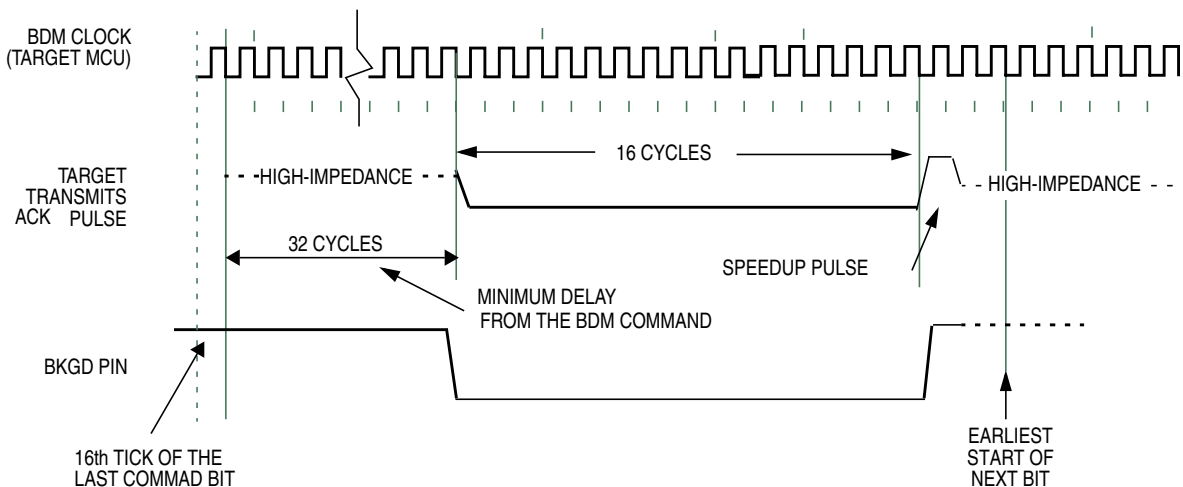 BDM CLOCK
(TARGET MCU)
16 CYCLES
TARGET
TRANSMITS
ACK PULSE
HIGH-IMPEDANCE
HIGH-IMPEDANCE
32 CYCLES
SPEEDUP PULSE
MINIMUM DELAY
FROM THE BDM COMMAND
BKGD PIN
16th TICK OF THE
LAST COMMAD BIT
EARLIEST
START OF
NEXT BIT